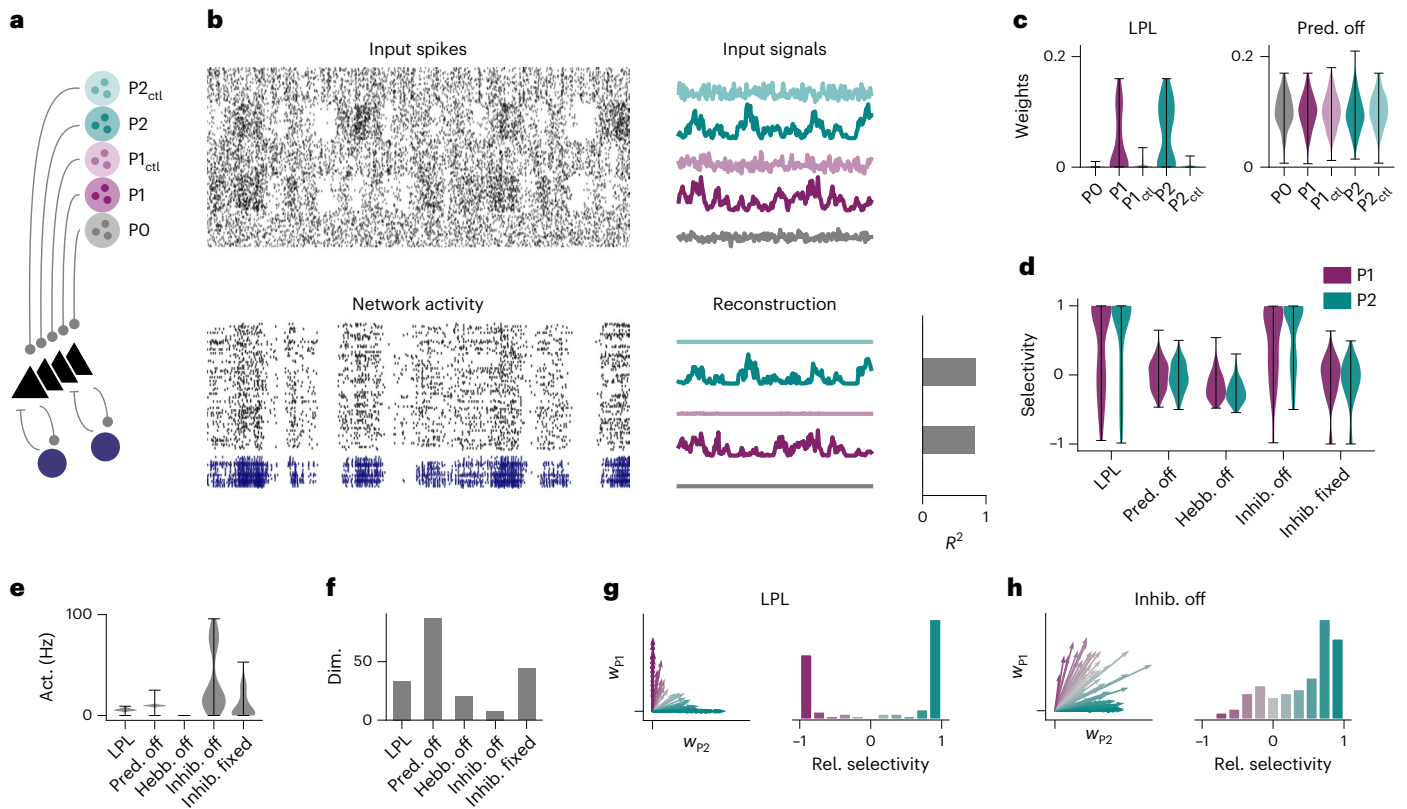 a
P2ctl
P2
P1ctl
P1
P0
b
Input spikes
Input signals
Network activity
Reconstruction
0 1
R2
c
LPL
Pred. off
Weights
0.2
0
P0 P1 P1ctl P2 P2ctl
0.2
0
P0 P1 P1ctl P2 P2ctl
d
P1
P2
Selectivity
1
0
−1
LPL Pred. off Hebb. off Inhib. off Inhib. fixed
e
Act. (Hz)
100
0
LPL Pred. off Hebb. off Inhib. off Inhib. fixed
f
Dim.
50
0
LPL Pred. off Hebb. off Inhib. off Inhib. fixed
g
LPL
wP1
wP2
−1 0 1
Rel. selectivity
h
Inhib. off
wP1
wP2
−1 0 1
Rel. selectivity